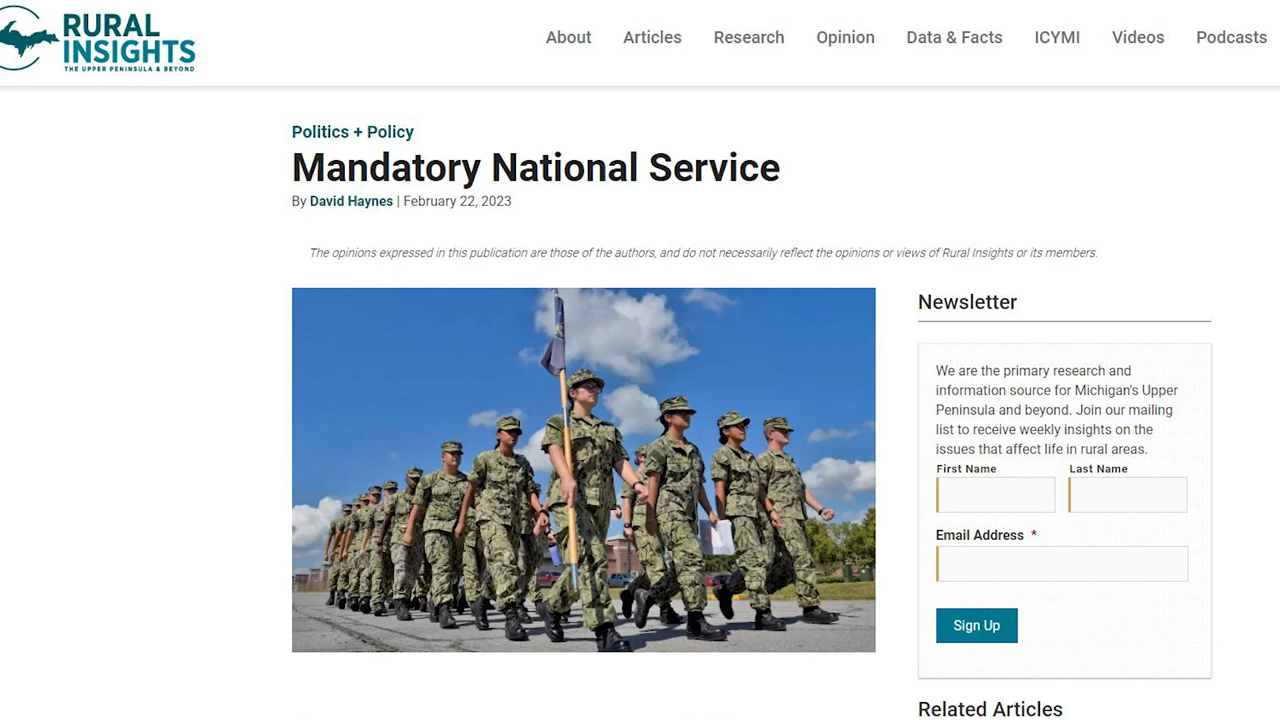 RURAL
INSIGHTS
THE UPPER PENINSULA & BEYOND
About Articles Research Opinion Data & Facts ICYMI Videos Podcasts
Politics + Policy
Mandatory National Service
By David Haynes | February 22, 2023
The opinions expressed in this publication are those of the authors, and do not necessarily reflect the opinions or views of Rural Insights or its members.
Newsletter
We are the primary research and
information source for Michigan's Upper
Peninsula and beyond. Join our mailing
list to receive weekly insights on the
issues that affect life in rural areas.
First Name Last Name
Email Address *
Sign Up
Related Articles